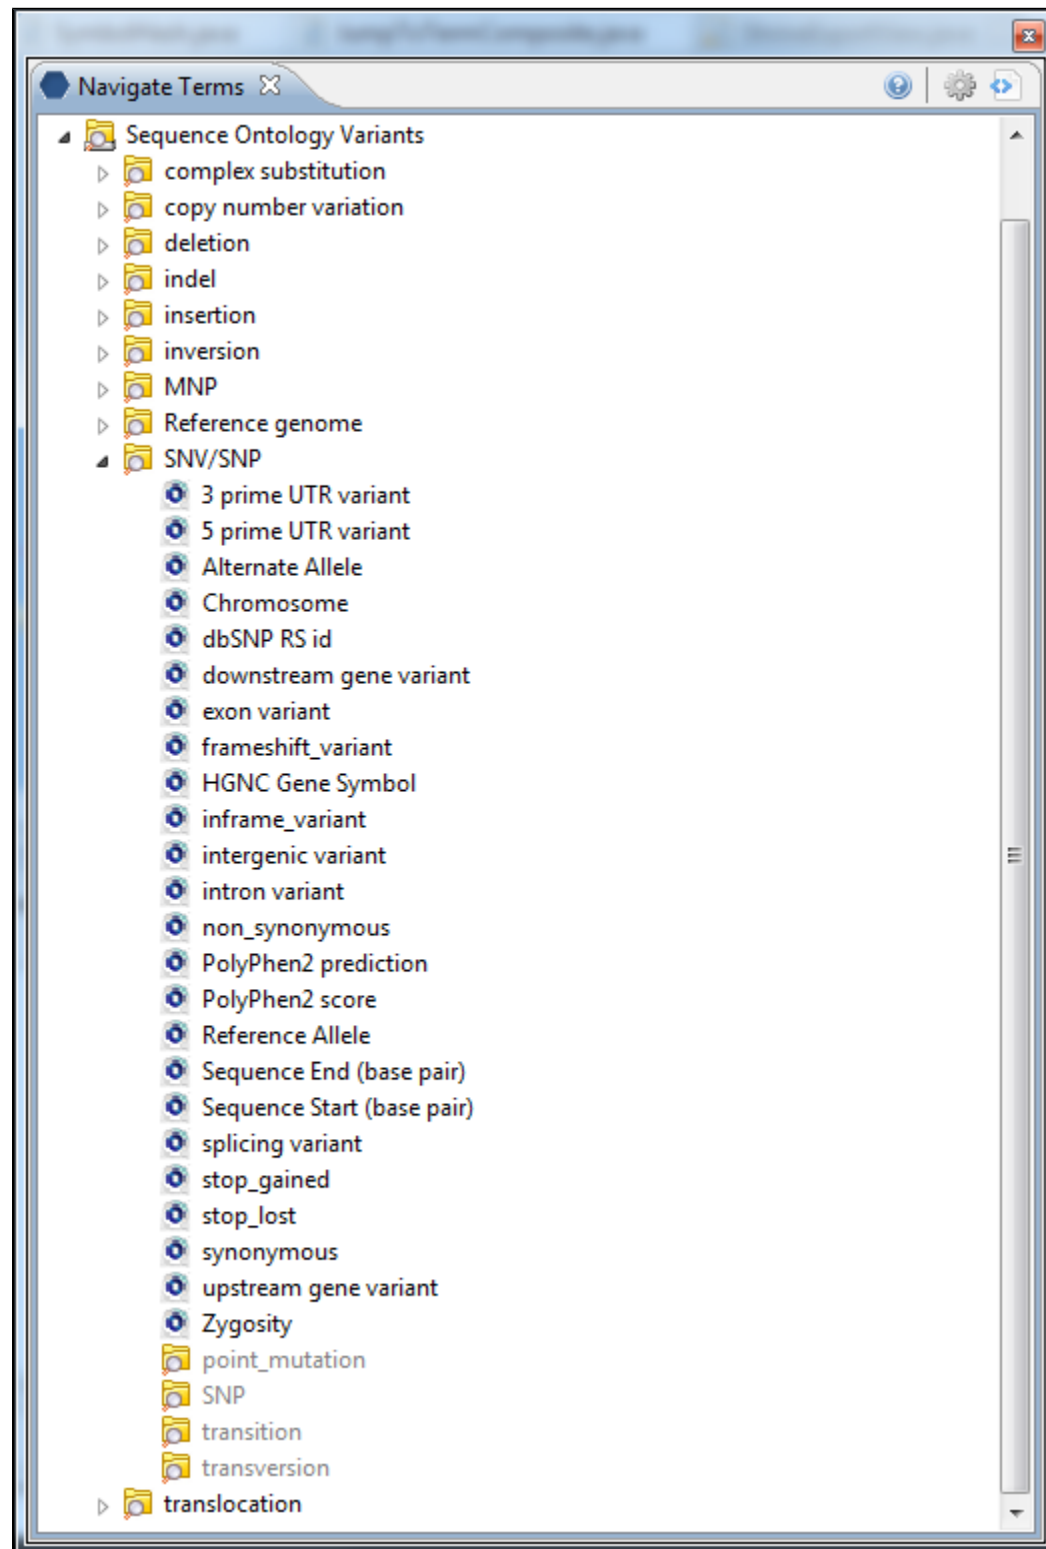 Navigate Terms
Sequence Ontology Variants
complex substitution
copy number variation
deletion
indel
insertion
inversion
MNP
Reference genome
SNV/SNP
3 prime UTR variant
5 prime UTR variant
Alternate Allele
Chromosome
dbSNP RS id
downstream gene variant
exon variant
frameshift_variant
HGNC Gene Symbol
inframe_variant
intergenic variant
intron variant
non_synonymous
PolyPhen2 prediction
PolyPhen2 score
Reference Allele
Sequence End (base pair)
Sequence Start (base pair)
splicing variant
stop_gained
stop_lost
synonymous
upstream gene variant
Zygosity
point_mutation
SNP
transition
transversion
translocation